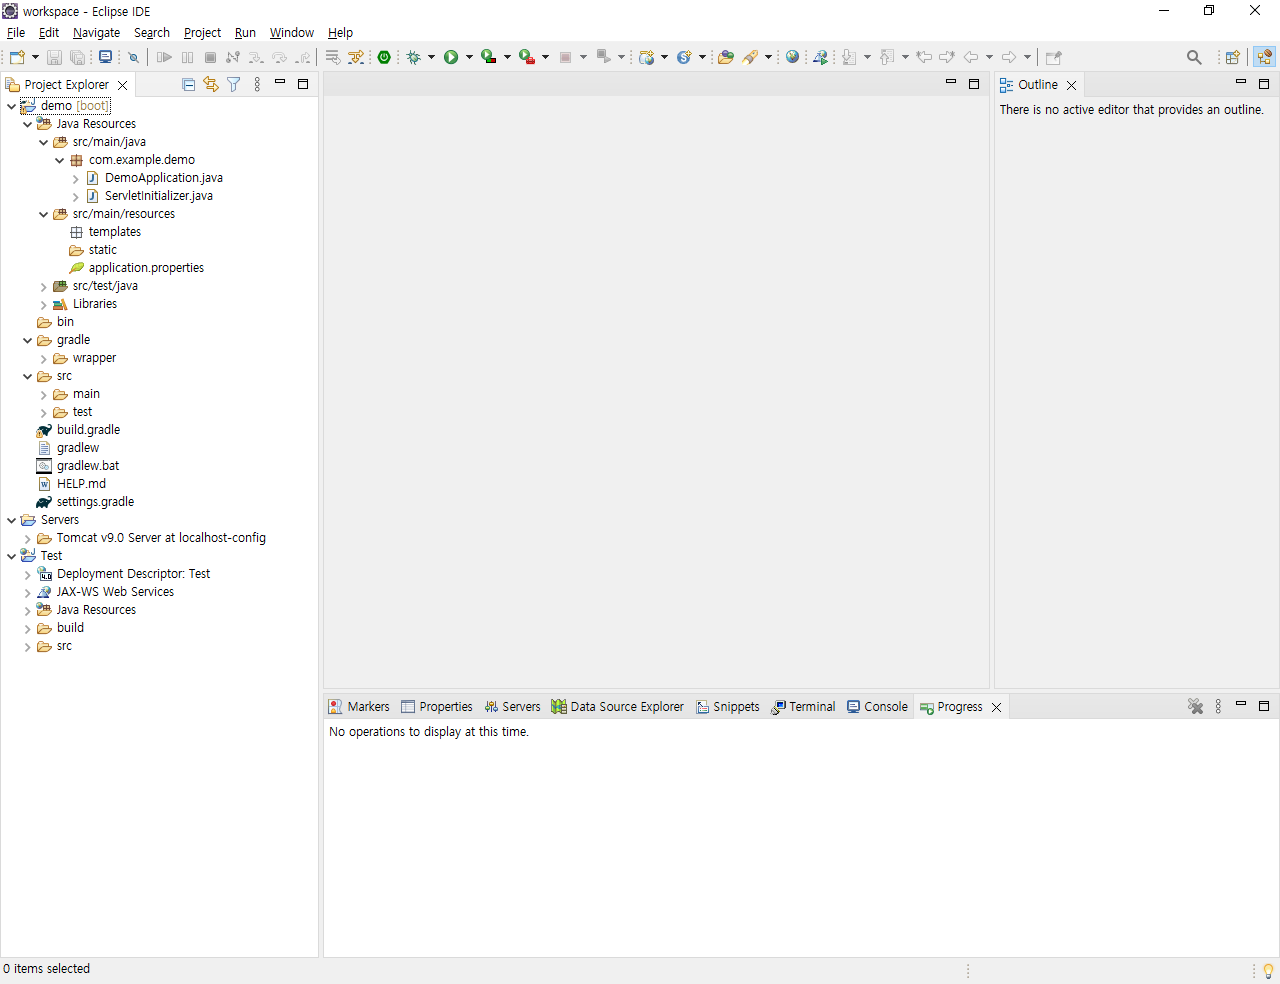 workspace - Eclipse IDE
File Edit Navigate Search Project Run Window Help
Project Explorer
demo [boot]
Java Resources
src/main/java
com.example.demo
DemoApplication.java
ServletInitializer.java
src/main/resources
templates
static
application.properties
src/test/java
Libraries
bin
gradle
wrapper
src
main
test
build.gradle
gradlew
gradlew.bat
HELP.md
settings.gradle
Servers
Tomcat v9.0 Server at localhost-config
Test
Deployment Descriptor: Test
JAX-WS Web Services
Java Resources
build
src
Outline
There is no active editor that provides an outline.
Markers Properties Servers Data Source Explorer Snippets Terminal Console Progress
No operations to display at this time.
0 items selected